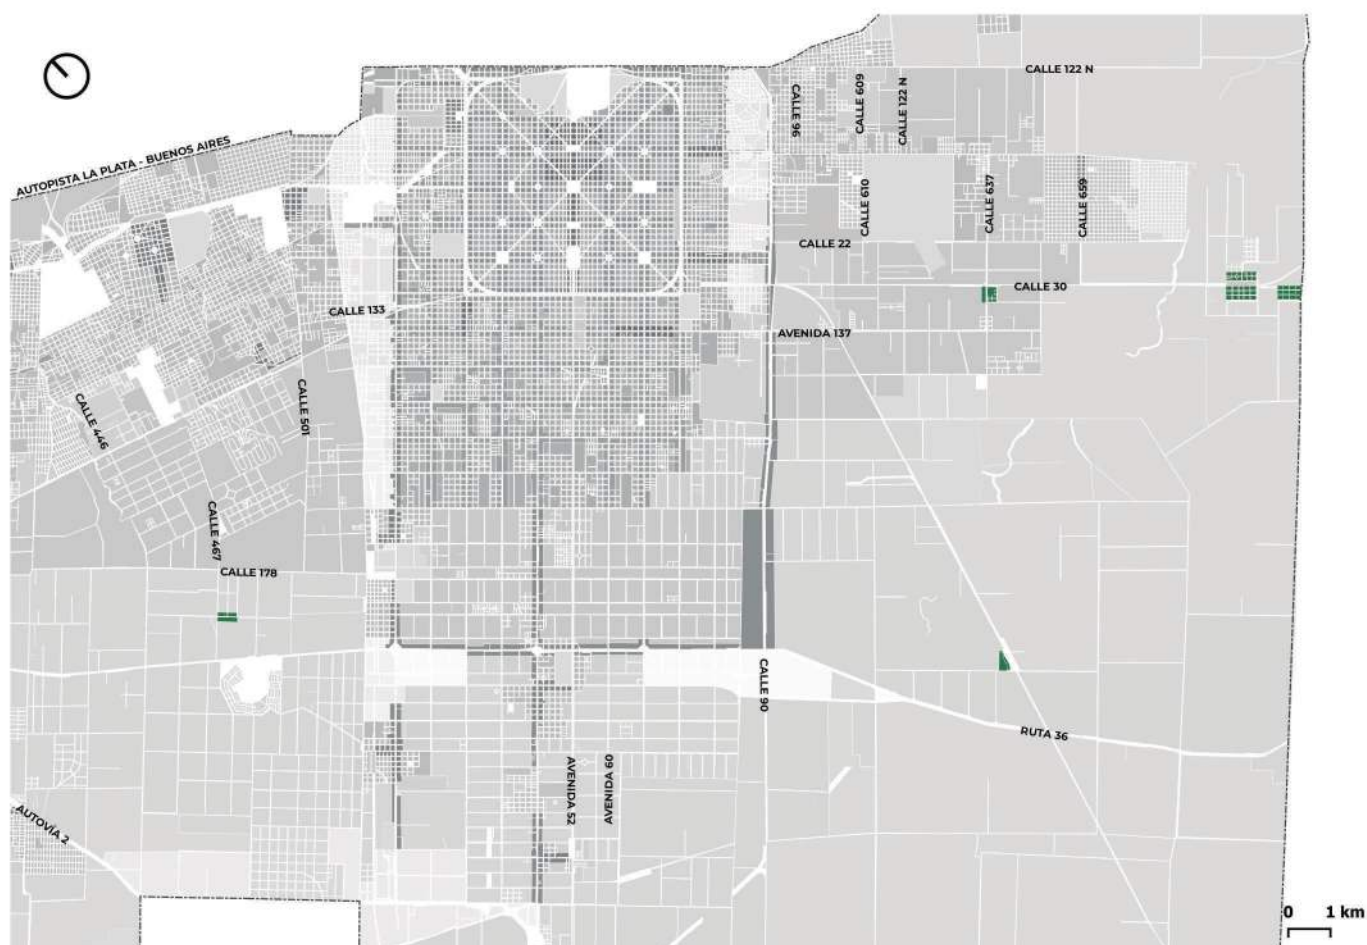 CALLE 122 N
CALLE 96
CALLE 609
CALLE 122 N
AUTOPISTA LA PLATA - BUENOS AIRES
CALLE 610
CALLE 637
CALLE 659
CALLE 22
CALLE 30
CALLE 133
AVENIDA 137
CALLE 446
CALLE 501
CALLE 467
CALLE 178
CALLE 90
RUTA 36
AVENIDA 52
AVENIDA 60
AUTOVÍA 2
0 1 km